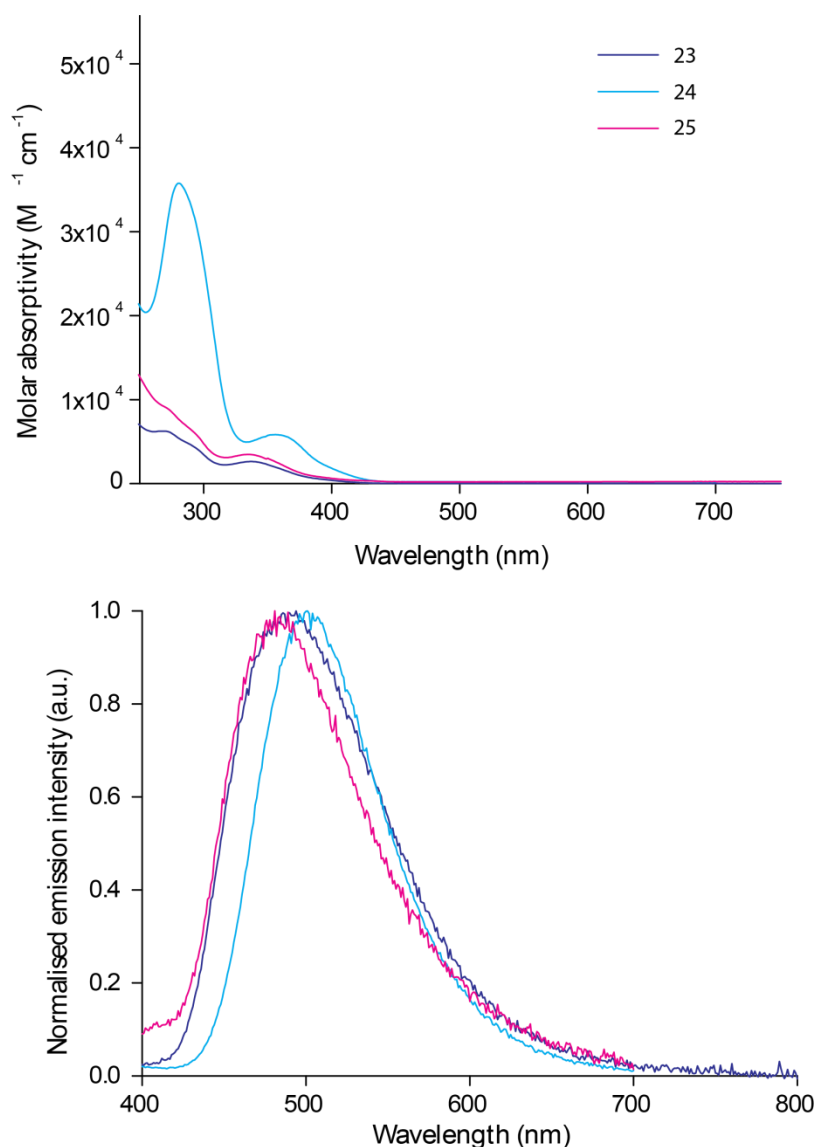 5x10⁴
4x10⁴
3x10⁴
2x10⁴
1x10⁴
0
Molar absorptivity (M ⁻¹ cm⁻¹)
23
24
25
300 400 500 600 700
Wavelength (nm)
1.0
0.8
0.6
0.4
0.2
0.0
Normalised emission intensity (a.u.)
400 500 600 700 800
Wavelength (nm)